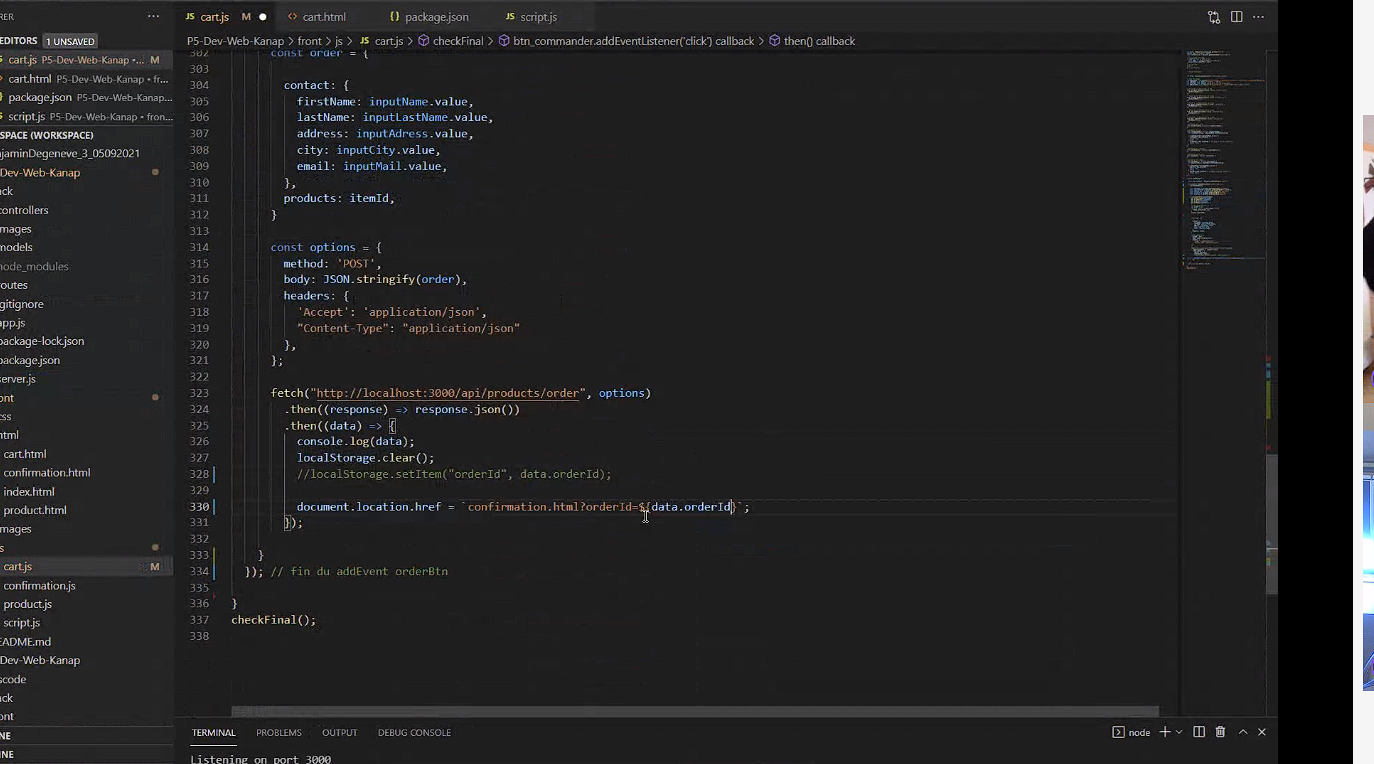 RER ...
cart.js M
cart.html
package.json
script.js
EDITORS 1 UNSAVED
cart.js P5-Dev-Web-Kanap •... M
cart.html P5-Dev-Web-Kanap • fr...
package.json P5-Dev-Web-Kanap...
script.js P5-Dev-Web-Kanap • fron...
SPACE (WORKSPACE)
njaminDegeneve_3_05092021
-Dev-Web-Kanap
ck
controllers
mages
models
node_modules
outes
gitignore
app.js
package-lock.json
package.json
server.js
ont
css
html
cart.html
confirmation.html
index.html
product.html
mages
s
cart.js M
confirmation.js
product.js
script.js
README.md
-Dev-Web-Kanap
scode
ck
ont
NE
INE
P5-Dev-Web-Kanap > front > js > cart.js > checkFinal > btn_commander.addEventListener('click') callback > then() callback
302 const order = {
303
304 contact: {
305 firstName: inputName.value,
306 lastName: inputLastName.value,
307 address: inputAdress.value,
308 city: inputCity.value,
309 email: inputMail.value,
310 },
311 products: itemId,
312 }
313
314 const options = {
315 method: 'POST',
316 body: JSON.stringify(order),
317 headers: {
318 'Accept': 'application/json',
319 "Content-Type": "application/json"
320 },
321 };
322
323 fetch("http://localhost:3000/api/products/order", options)
324 .then((response) => response.json())
325 .then((data) => {
326 console.log(data);
327 localStorage.clear();
328 //localStorage.setItem("orderId", data.orderId);
329
330 document.location.href = `confirmation.html?orderId=${data.orderId}`;
331 });
332
333 }
334 }); // fin du addEvent orderBtn
335
336 }
337 checkFinal();
338
TERMINAL PROBLEMS OUTPUT DEBUG CONSOLE node
Listening on port 3000